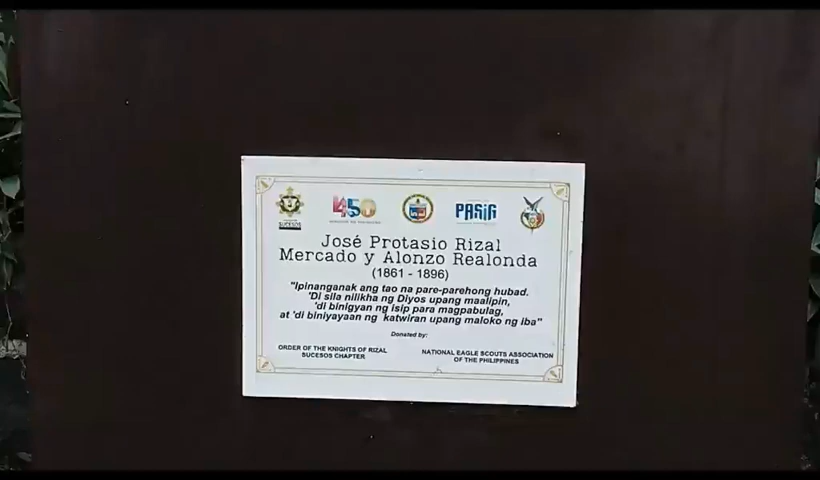 SUCESOS
450
PASIG
José Protasio Rizal
Mercado y Alonzo Realonda
(1861 - 1896)
"Ipinanganak ang tao na pare-parehong hubad.
'Di sila nilikha ng Diyos upang maalipin,
'di binigyan ng isip para magpabulag,
at 'di biniyayaan ng katwiran upang maloko ng iba"
Donated by:
ORDER OF THE KNIGHTS OF RIZAL
SUCESOS CHAPTER
NATIONAL EAGLE SCOUTS ASSOCIATION
OF THE PHILIPPINES